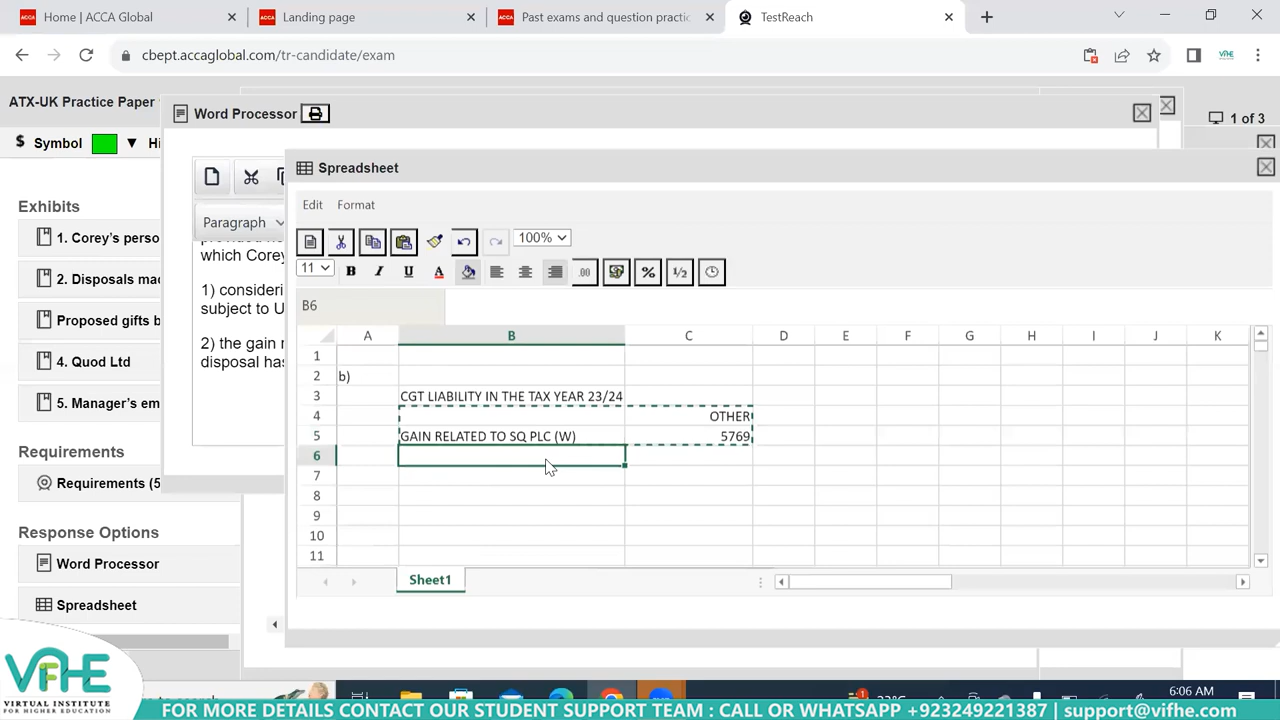 Home | ACCA Global
Landing page
Past exams and question practic
TestReach
cbept.accaglobal.com/tr-candidate/exam
ATX-UK Practice Paper
Word Processor
1 of 3
$ Symbol
Hi
Spreadsheet
Exhibits
Edit Format
Paragraph
1. Corey's perso
100%
which Corey
11
B I U A
.00 % 1/2
2. Disposals mad
1) consideri
subject to U
B6
Proposed gifts b
2) the gain r
disposal has
A B C D E F G H I J K
1
4. Quod Ltd
2 b)
3 CGT LIABILITY IN THE TAX YEAR 23/24
5. Manager's em
4 OTHER
5 GAIN RELATED TO SQ PLC (W) 5769
Requirements
6
7
Requirements (5
8
9
Response Options
10
11
Word Processor
Sheet1
Spreadsheet
VFHE
VIRTUAL INSTITUTE
FOR HIGHER EDUCATION
6:06 AM
FOR MORE DETAILS CONTACT OUR STUDENT SUPPORT TEAM : CALL OR WHATSAPP +923249221387 | support@vifhe.com